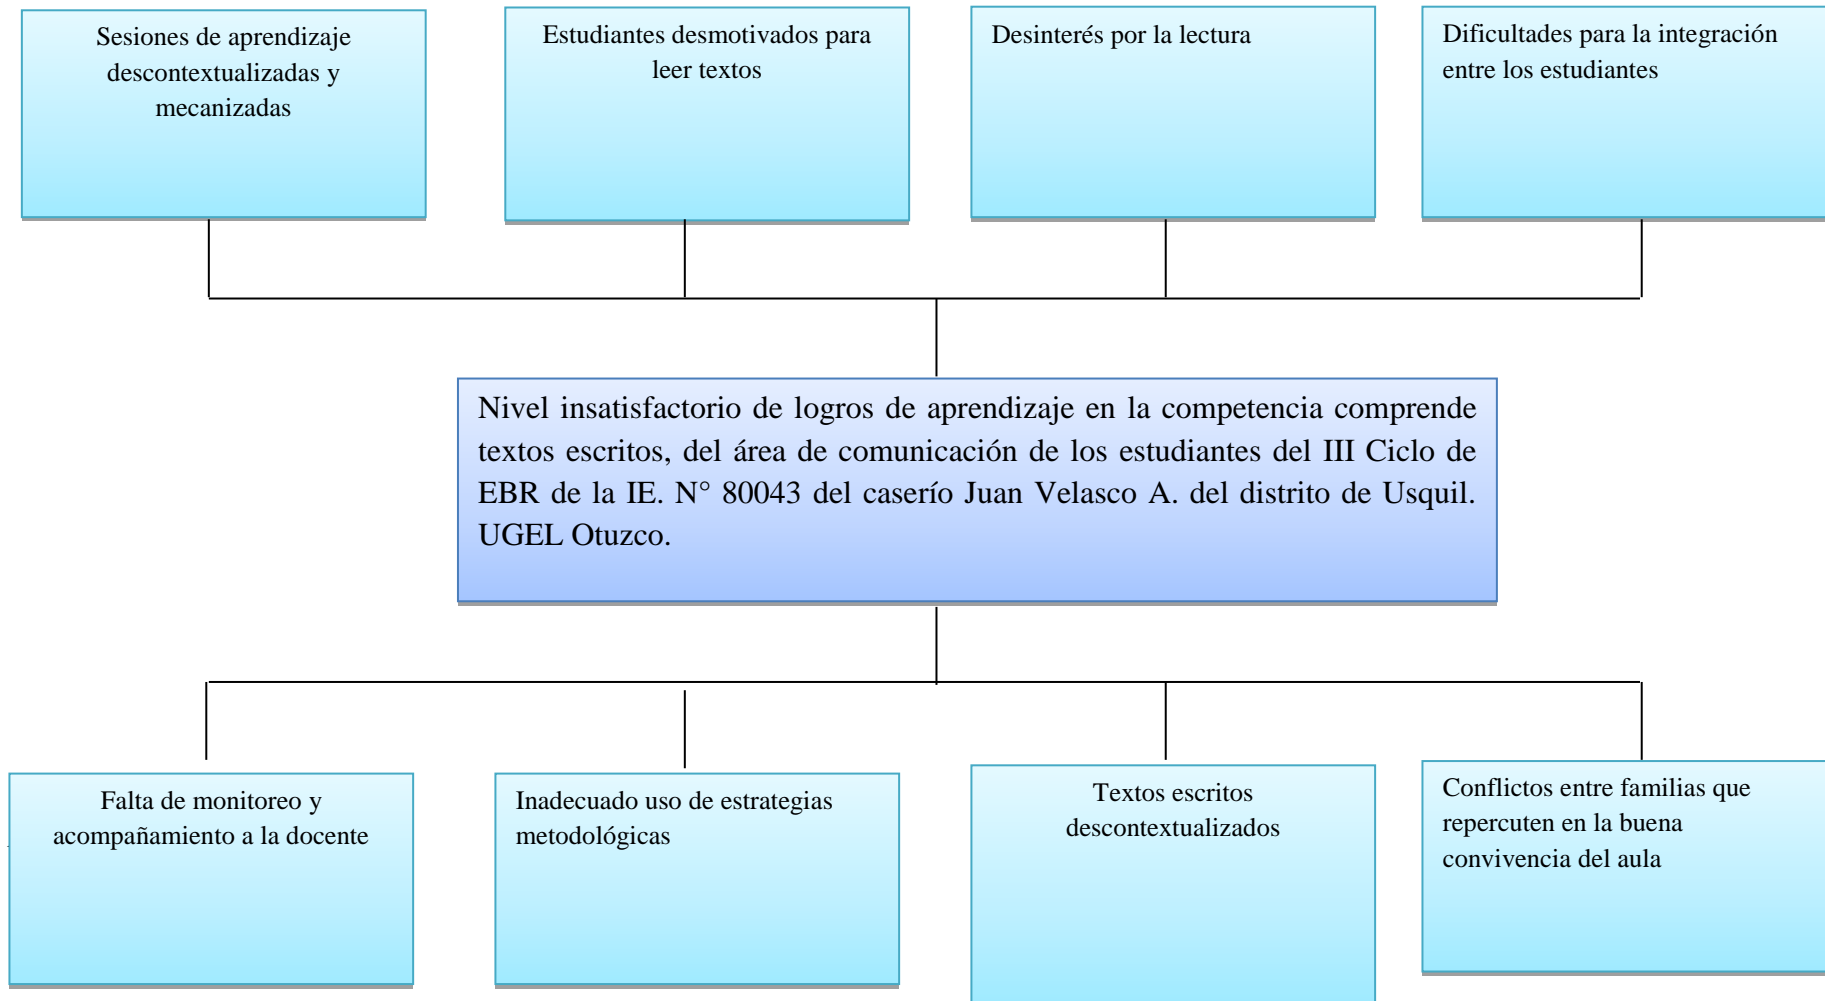 Sesiones de aprendizaje
descontextualizadas y
mecanizadas
Estudiantes desmotivados para
leer textos
Desinterés por la lectura
Dificultades para la integración
entre los estudiantes
Nivel insatisfactorio de logros de aprendizaje en la competencia comprende
textos escritos, del área de comunicación de los estudiantes del III Ciclo de
EBR de la IE. N° 80043 del caserío Juan Velasco A. del distrito de Usquil.
UGEL Otuzco.
Falta de monitoreo y
acompañamiento a la docente
Inadecuado uso de estrategias
metodológicas
Textos escritos
descontextualizados
Conflictos entre familias que
repercuten en la buena
convivencia del aula